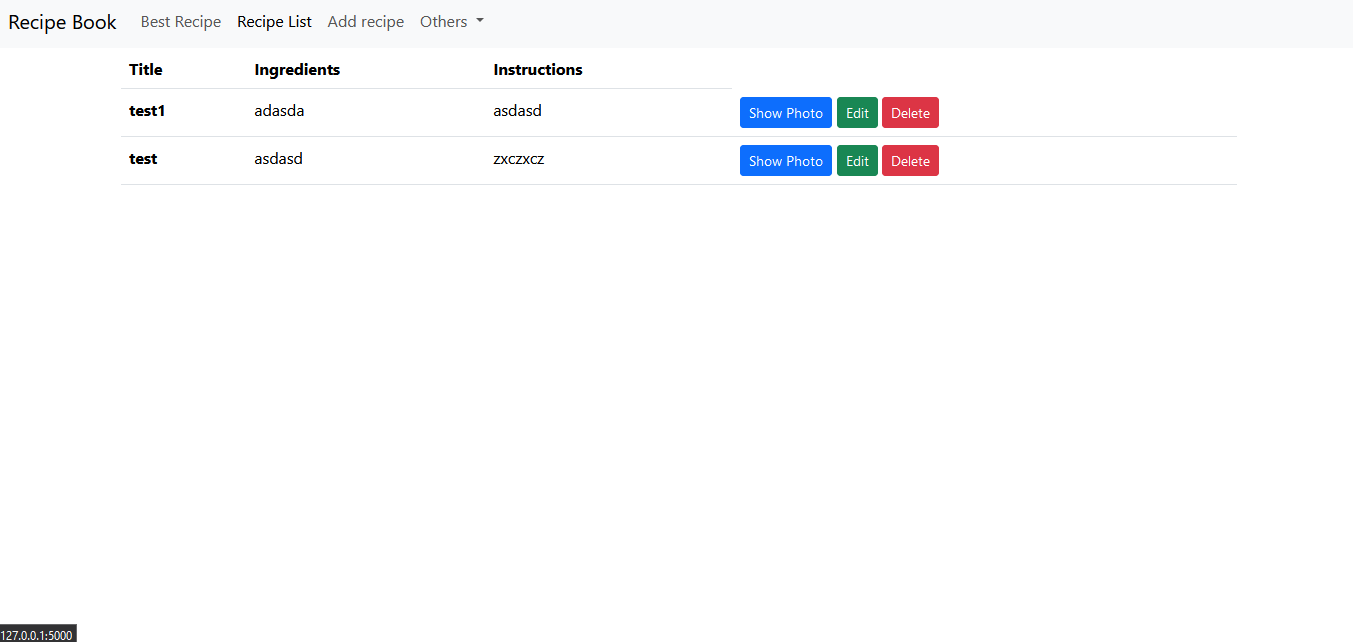 Recipe Book Best Recipe Recipe List Add recipe Others
Title Ingredients Instructions
test1 adasda asdasd Show Photo Edit Delete
test asdasd zxczxcz Show Photo Edit Delete
127.0.0.1:5000